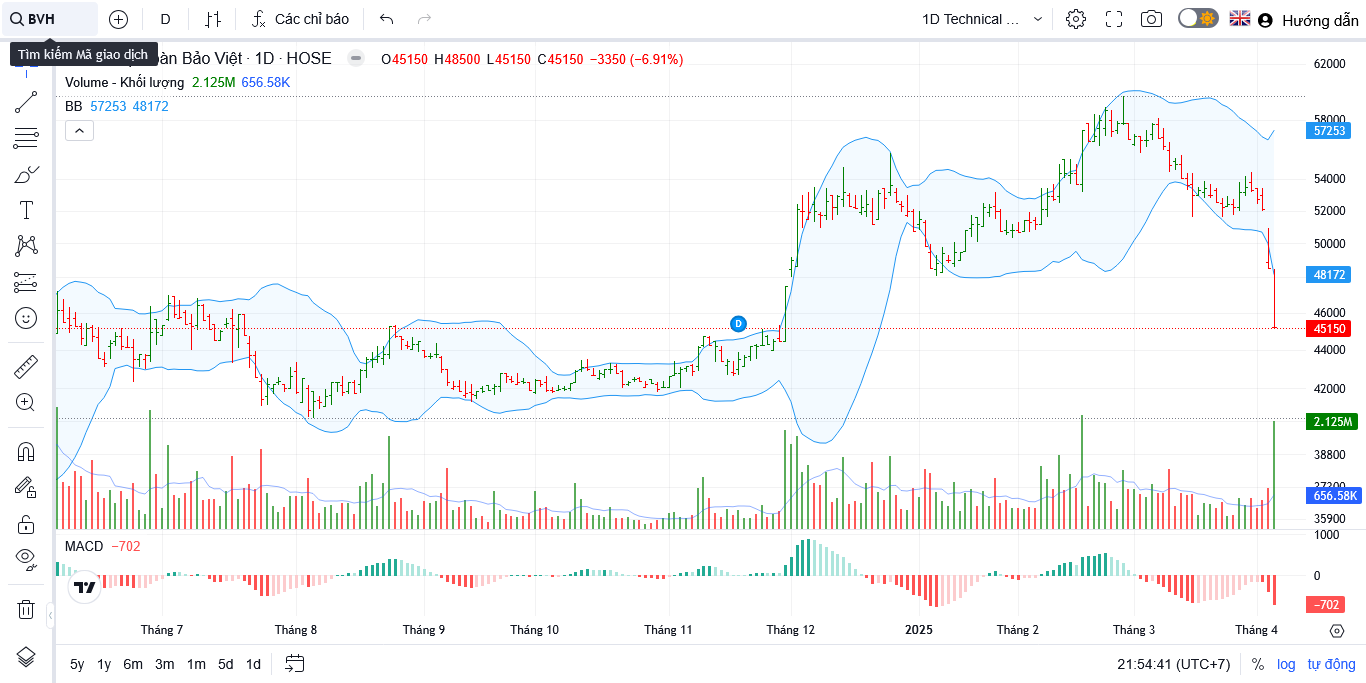 BVH
D
Các chỉ báo
1D Technical ...
Hướng dẫn
Tìm kiếm Mã giao dịch
àn Bảo Việt · 1D · HOSE
O45150 H48500 L45150 C45150 −3350 (−6.91%)
Volume - Khối lượng 2.125M 656.58K
BB 57253 48172
62000
58000
57253
54000
52000
50000
48172
46000
45150
44000
42000
2.125M
38800
656.58K
35900
D
MACD −702
1000
0
−702
Tháng 7
Tháng 8
Tháng 9
Tháng 10
Tháng 11
Tháng 12
2025
Tháng 2
Tháng 3
Tháng 4
5y 1y 6m 3m 1m 5d 1d
21:54:41 (UTC+7)
% log tự động